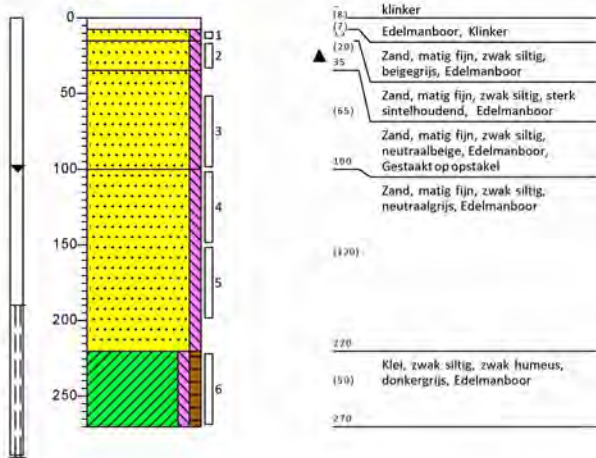 0
50
100
150
200
250
1
2
3
4
5
6
(8)
klinker
(7)
Edelmanboor, Klinker
(20)
Zand, matig fijn, zwak siltig,
beigegrijs, Edelmanboor
35
Zand, matig fijn, zwak siltig, sterk
sintelhoudend, Edelmanboor
(65)
Zand, matig fijn, zwak siltig,
neutraalbeige, Edelmanboor,
Gestaakt op opstakel
100
Zand, matig fijn, zwak siltig,
neutraalgrijs, Edelmanboor
(120)
220
Klei, zwak siltig, zwak humeus,
donkergrijs, Edelmanboor
(50)
270